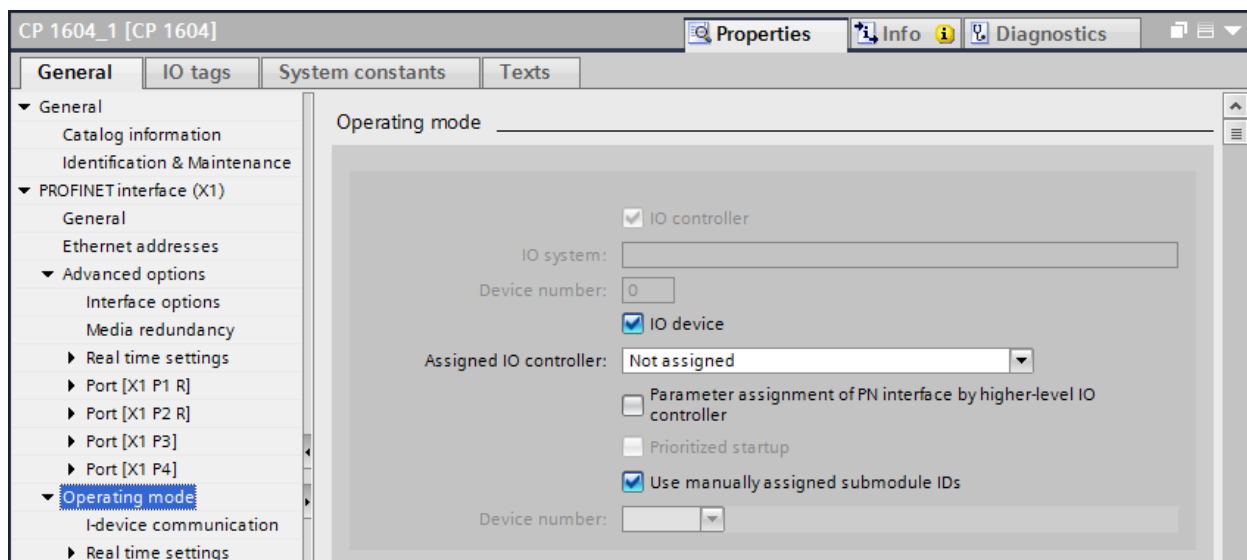 CP 1604_1 [CP 1604]
Properties
Info
Diagnostics
General
IO tags
System constants
Texts
General
Catalog information
Identification & Maintenance
PROFINET interface (X1)
General
Ethernet addresses
Advanced options
Interface options
Media redundancy
Real time settings
Port [X1 P1 R]
Port [X1 P2 R]
Port [X1 P3]
Port [X1 P4]
Operating mode
I-device communication
Real time settings
Operating mode
IO controller
IO system:
Device number: 0
IO device
Assigned IO controller: Not assigned
Parameter assignment of PN interface by higher-level IO
controller
Prioritized startup
Use manually assigned submodule IDs
Device number: